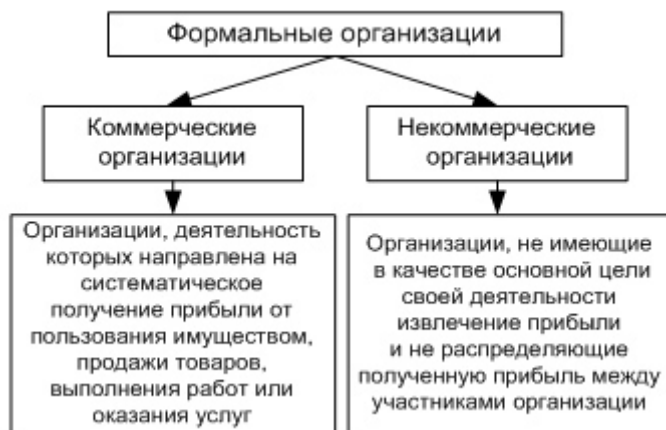 Формальные организации
Коммерческие
организации
Некоммерческие
организации
Организации, деятельность
которых направлена на
систематическое
получение прибыли от
пользования имуществом,
продажи товаров,
выполнения работ или
оказания услуг
Организации, не имеющие
в качестве основной цели
своей деятельности
извлечение прибыли
и не распределяющие
полученную прибыль между
участниками организации